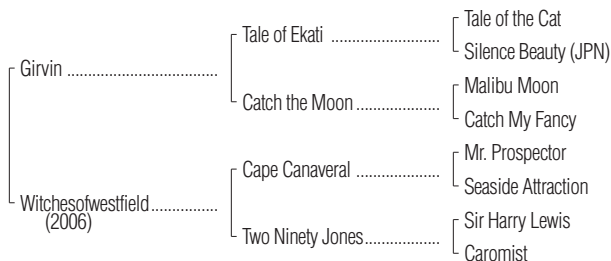 Tale of the Cat
Tale of Ekati ................................
Silence Beauty (JPN)
Girvin ............................................
Malibu Moon
Catch the Moon ........................
Catch My Fancy
Mr. Prospector
Cape Canaveral ........................
Seaside Attraction
Witchesofwestfield...................
(2006)
Sir Harry Lewis
Two Ninety Jones......................
Caromist